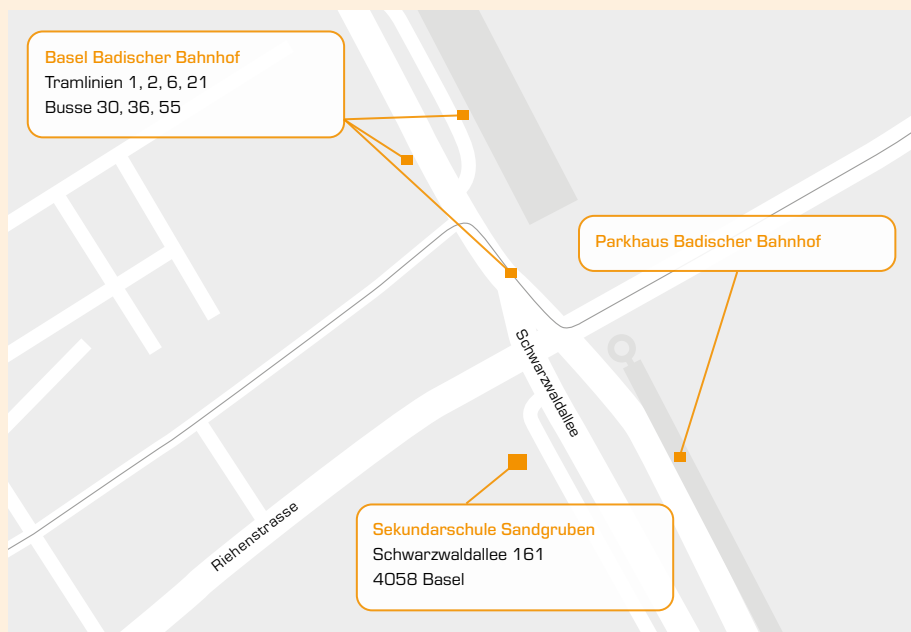 Basel Badischer Bahnhof
Tramlinien 1, 2, 6, 21
Busse 30, 36, 55
Parkhaus Badischer Bahnhof
Schwarzwaldallee
Riehenstrasse
Sekundarschule Sandgruben
Schwarzwaldallee 161
4058 Basel